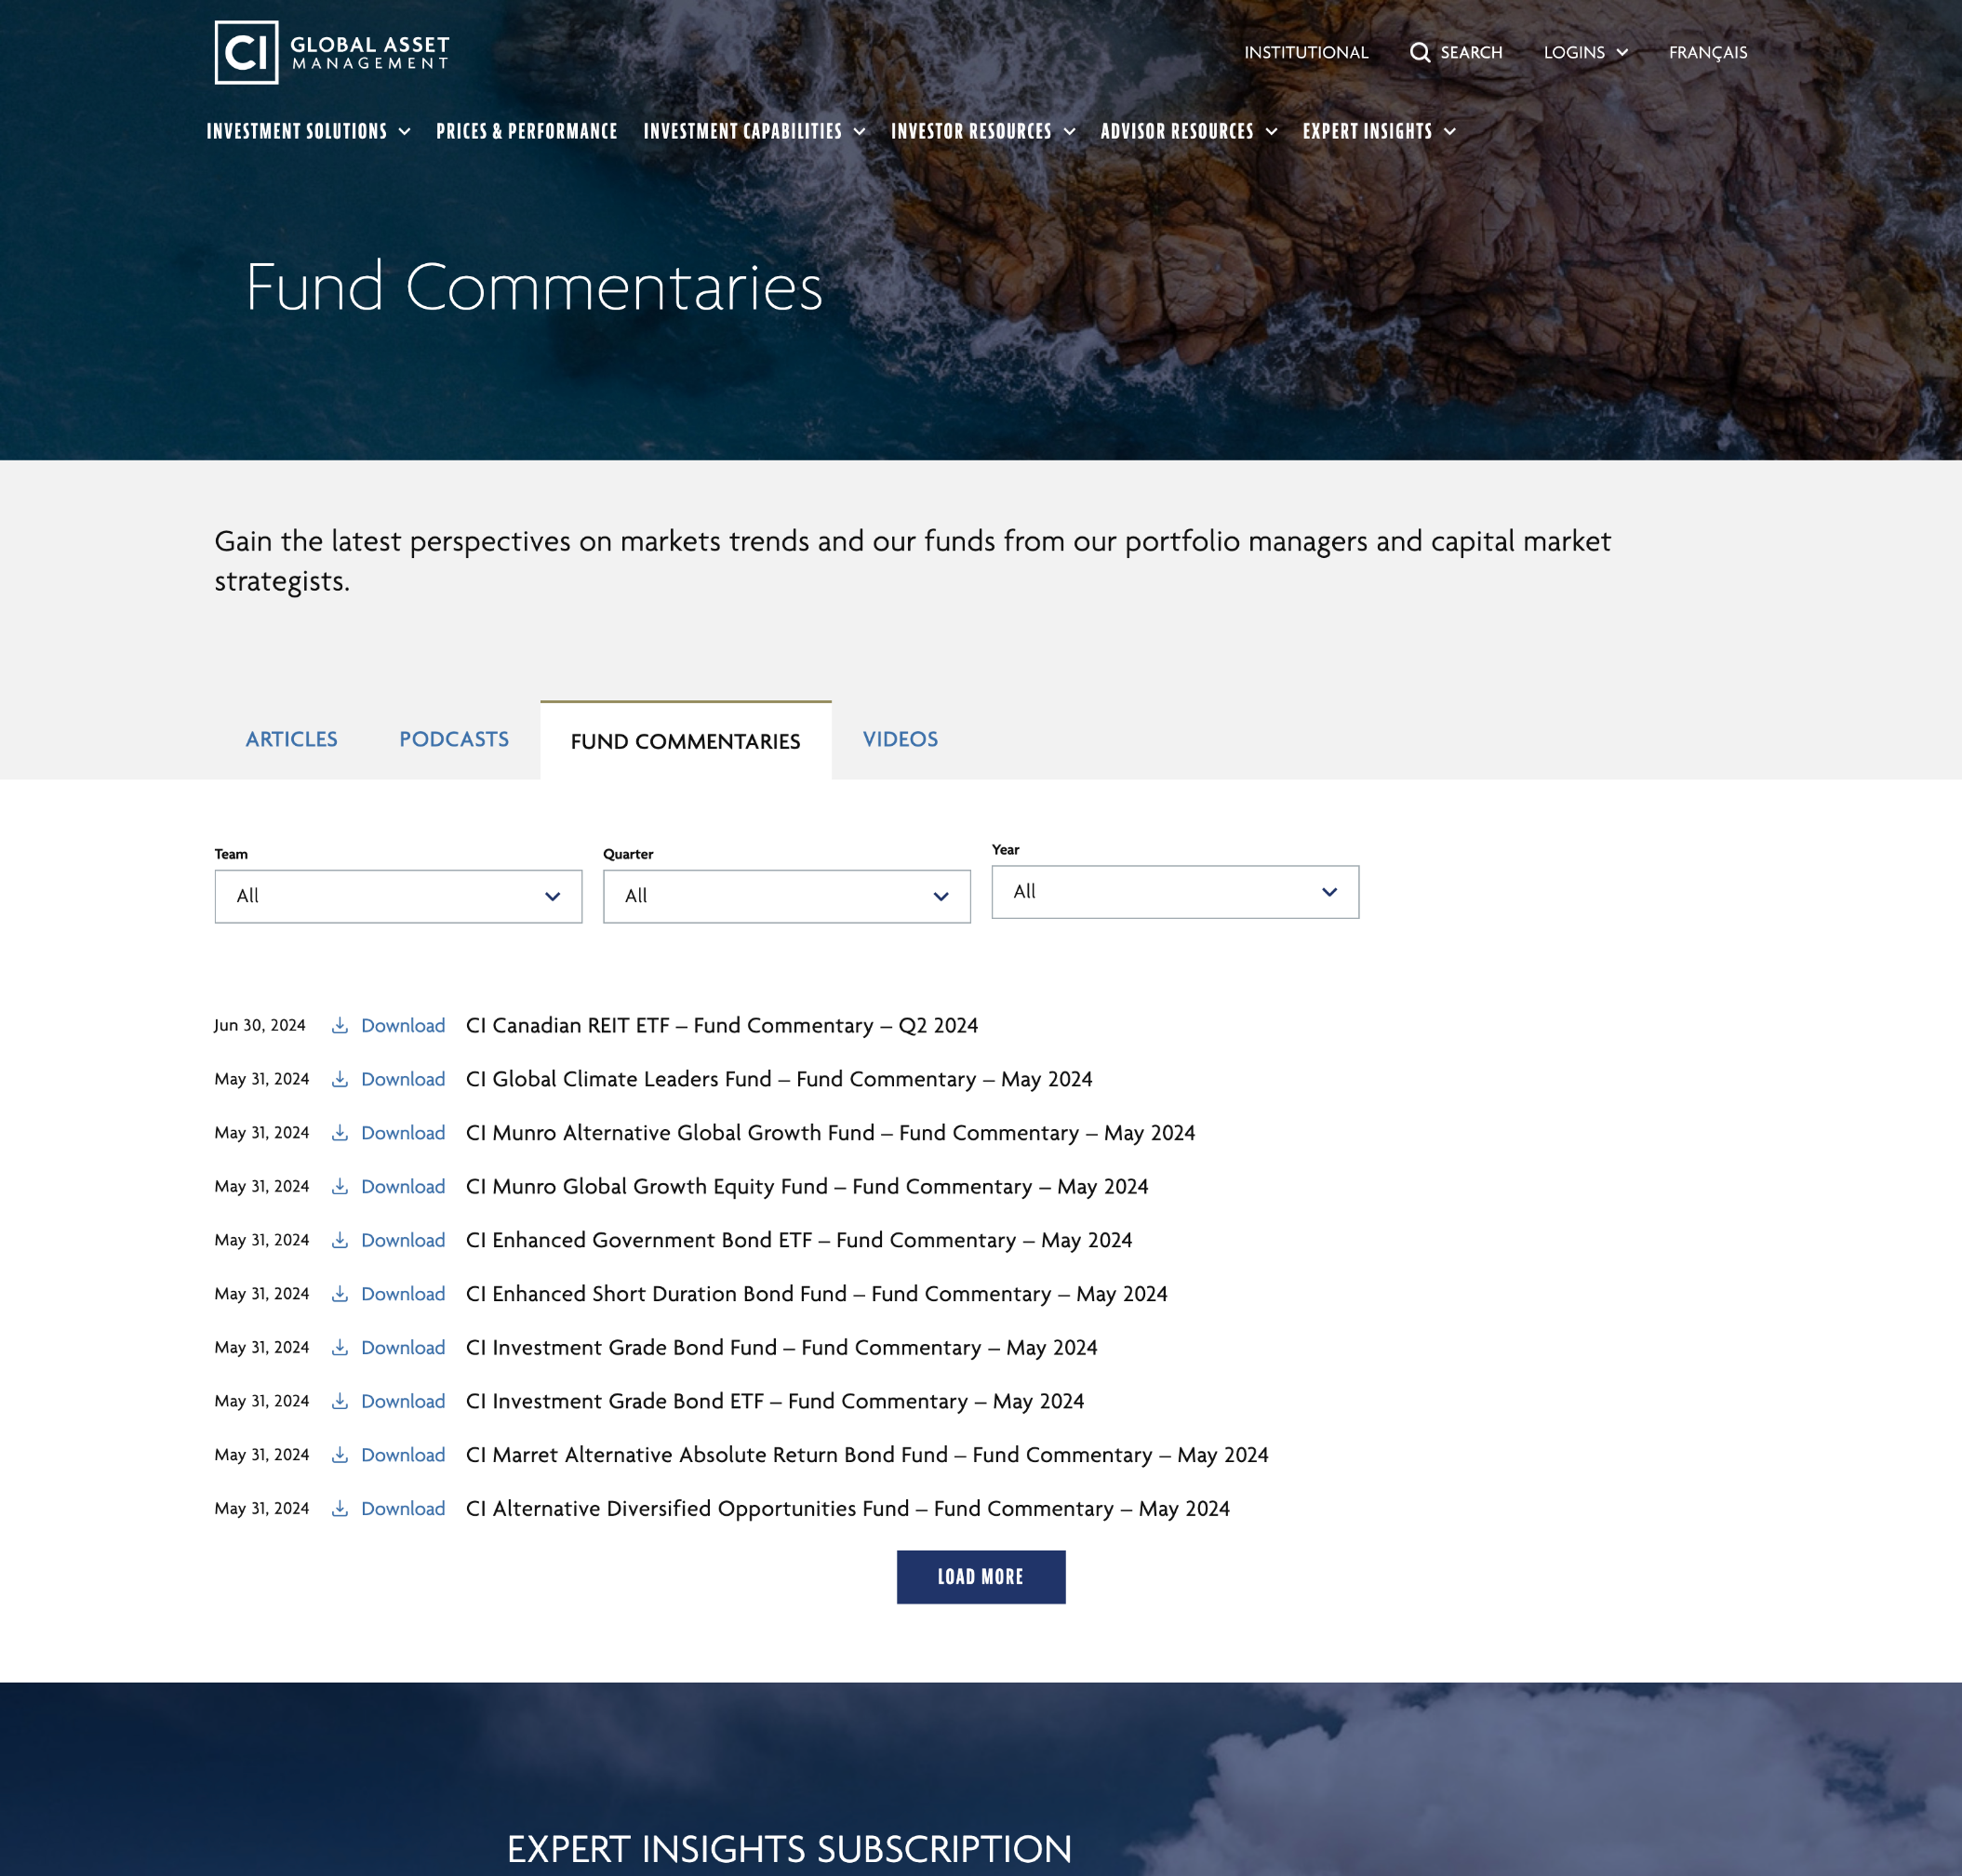 CI GLOBAL ASSET
MANAGEMENT
INSTITUTIONAL SEARCH LOGINS FRANÇAIS
INVESTMENT SOLUTIONS PRICES & PERFORMANCE INVESTMENT CAPABILITIES INVESTOR RESOURCES ADVISOR RESOURCES EXPERT INSIGHTS
Fund Commentaries
Gain the latest perspectives on markets trends and our funds from our portfolio managers and capital market
strategists.
ARTICLES PODCASTS FUND COMMENTARIES VIDEOS
Team Quarter Year
All All All
Jun 30, 2024 Download CI Canadian REIT ETF – Fund Commentary – Q2 2024
May 31, 2024 Download CI Global Climate Leaders Fund – Fund Commentary – May 2024
May 31, 2024 Download CI Munro Alternative Global Growth Fund – Fund Commentary – May 2024
May 31, 2024 Download CI Munro Global Growth Equity Fund – Fund Commentary – May 2024
May 31, 2024 Download CI Enhanced Government Bond ETF – Fund Commentary – May 2024
May 31, 2024 Download CI Enhanced Short Duration Bond Fund – Fund Commentary – May 2024
May 31, 2024 Download CI Investment Grade Bond Fund – Fund Commentary – May 2024
May 31, 2024 Download CI Investment Grade Bond ETF – Fund Commentary – May 2024
May 31, 2024 Download CI Marret Alternative Absolute Return Bond Fund – Fund Commentary – May 2024
May 31, 2024 Download CI Alternative Diversified Opportunities Fund – Fund Commentary – May 2024
LOAD MORE
EXPERT INSIGHTS SUBSCRIPTION